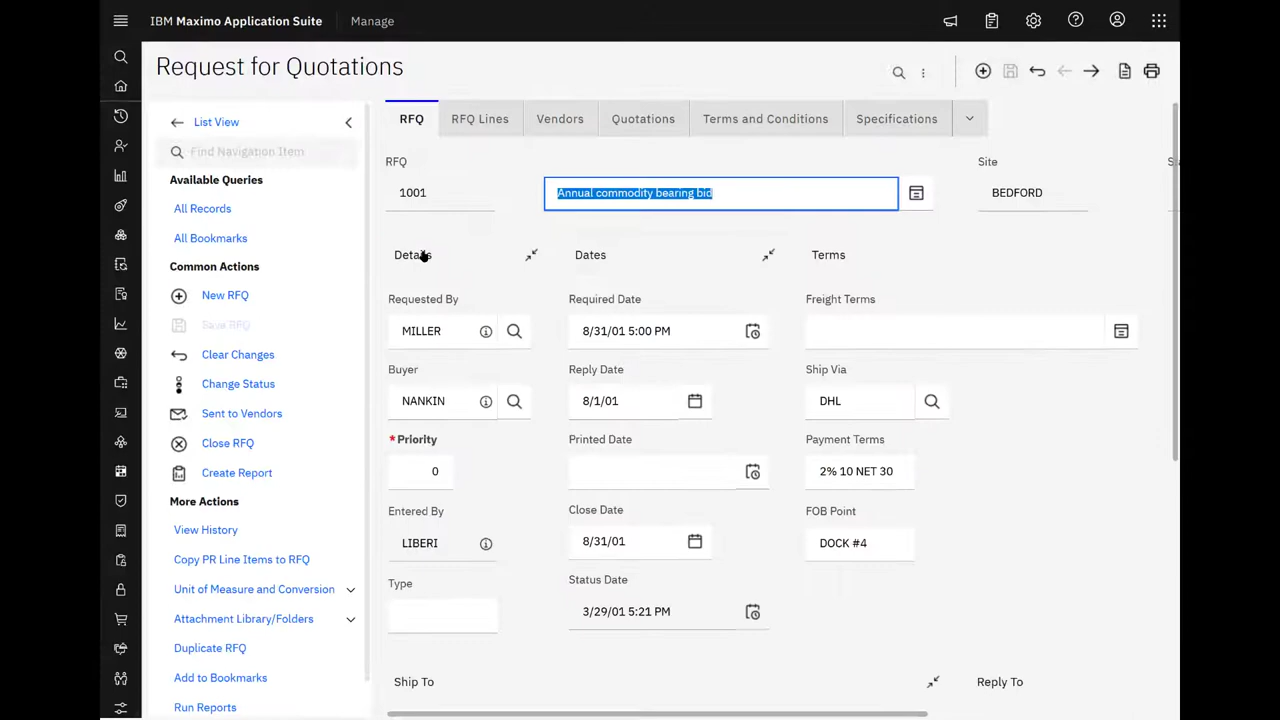 IBM Maximo Application Suite
Manage
Request for Quotations
List View
Find Navigation Item
Available Queries
All Records
All Bookmarks
Common Actions
New RFQ
Save RFQ
Clear Changes
Change Status
Sent to Vendors
Close RFQ
Create Report
More Actions
View History
Copy PR Line Items to RFQ
Unit of Measure and Conversion
Attachment Library/Folders
Duplicate RFQ
Add to Bookmarks
Run Reports
RFQ
RFQ Lines
Vendors
Quotations
Terms and Conditions
Specifications
RFQ
1001
Annual commodity bearing bid
Site
BEDFORD
Details
Requested By
MILLER
Buyer
NANKIN
*Priority
0
Entered By
LIBERI
Type
Dates
Required Date
8/31/01 5:00 PM
Reply Date
8/1/01
Printed Date
Close Date
8/31/01
Status Date
3/29/01 5:21 PM
Terms
Freight Terms
Ship Via
DHL
Payment Terms
2% 10 NET 30
FOB Point
DOCK #4
Ship To
Reply To